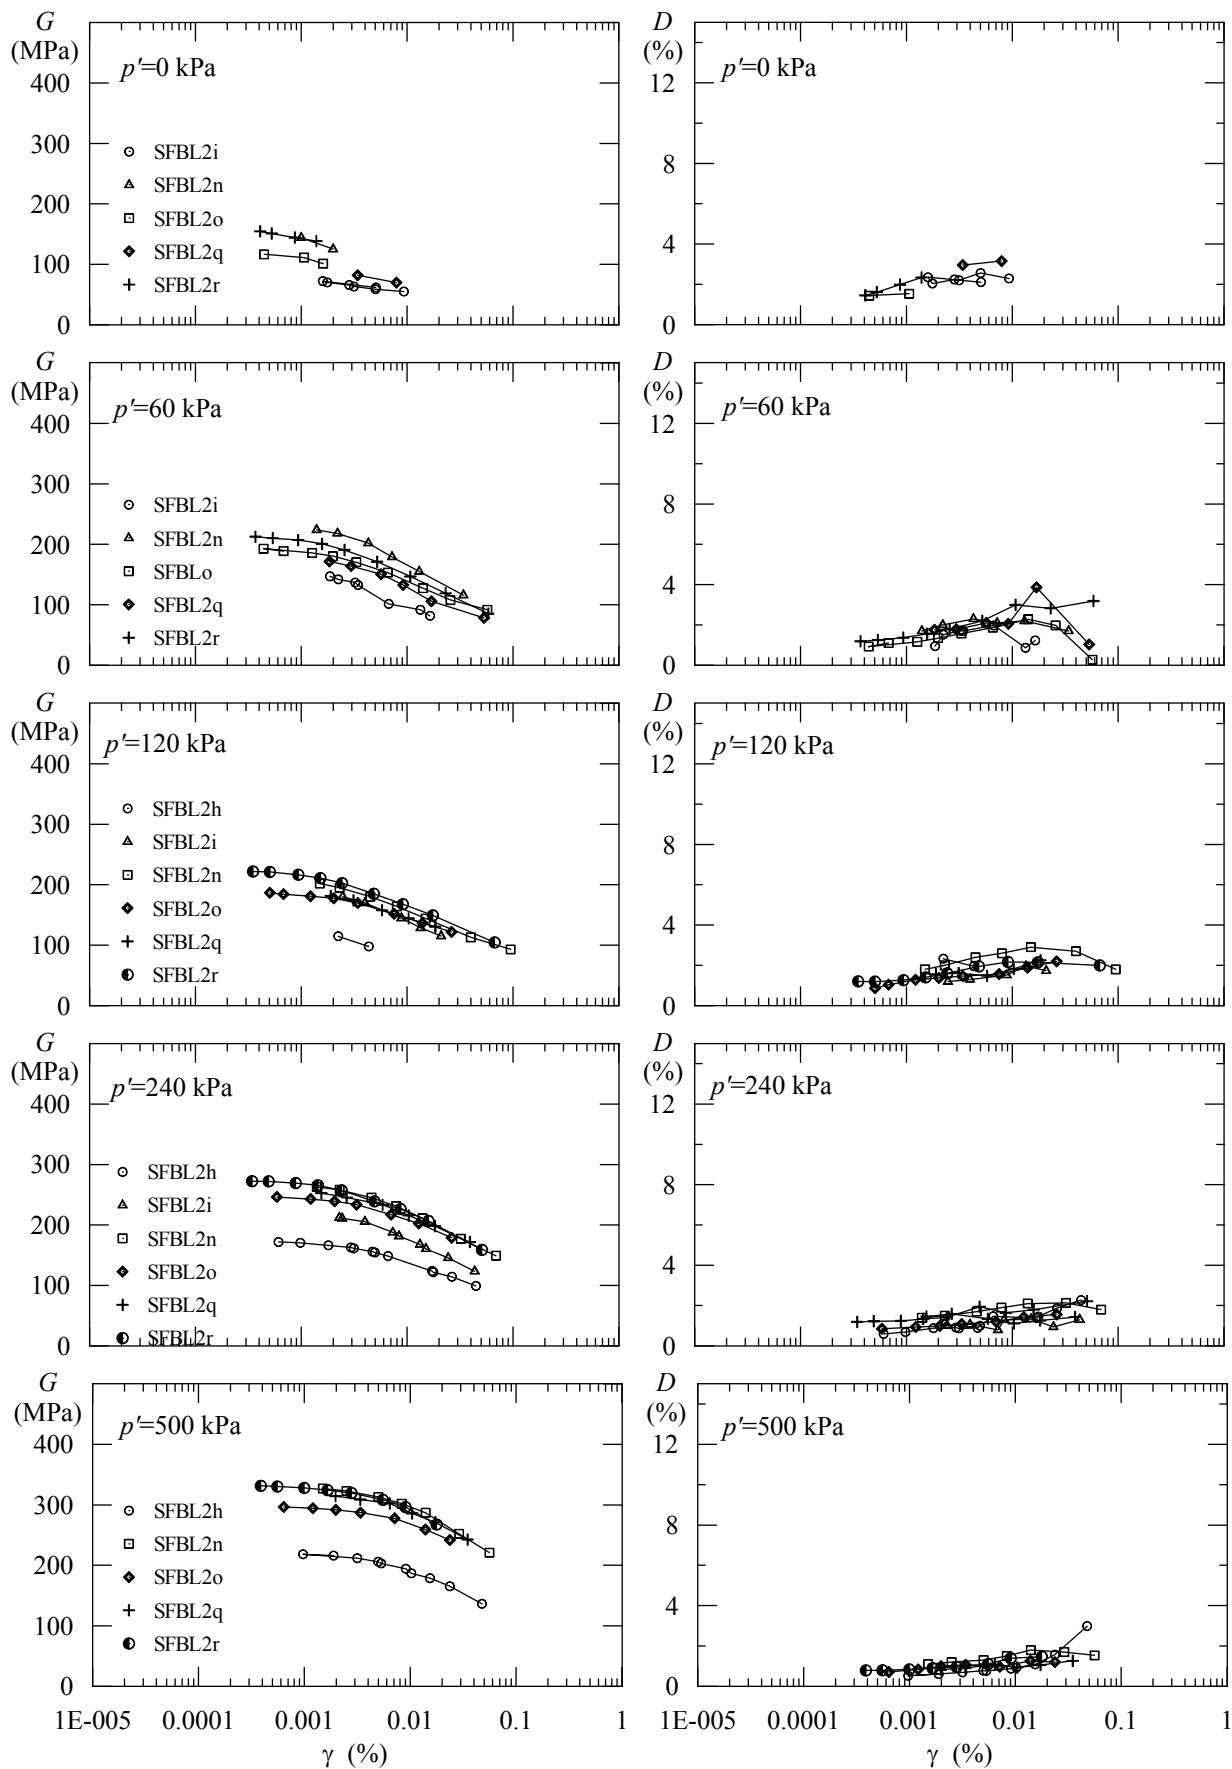 G
(MPa)
400
300
200
100
0
p'=0 kPa
SFBL2i
SFBL2n
SFBL2o
SFBL2q
SFBL2r
D
(%)
12
8
4
0
p'=0 kPa
G
(MPa)
400
300
200
100
0
p'=60 kPa
SFBL2i
SFBL2n
SFBLo
SFBL2q
SFBL2r
D
(%)
12
8
4
0
p'=60 kPa
G
(MPa)
400
300
200
100
0
p'=120 kPa
SFBL2h
SFBL2i
SFBL2n
SFBL2o
SFBL2q
SFBL2r
D
(%)
12
8
4
0
p'=120 kPa
G
(MPa)
400
300
200
100
0
p'=240 kPa
SFBL2h
SFBL2i
SFBL2n
SFBL2o
SFBL2q
SFBL2r
D
(%)
12
8
4
0
p'=240 kPa
G
(MPa)
400
300
200
100
0
p'=500 kPa
SFBL2h
SFBL2n
SFBL2o
SFBL2q
SFBL2r
1E-005 0.0001 0.001 0.01 0.1 1
γ (%)
D
(%)
12
8
4
0
p'=500 kPa
1E-005 0.0001 0.001 0.01 0.1 1
γ (%)